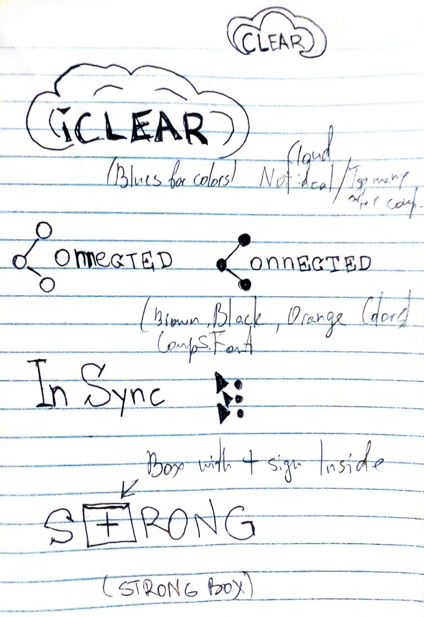 CLEAR
iCLEAR
(Blues for colors)
Cloud
Not ideal / Too many
other comp.
onnECTED
onnECTED
(Brown, Black, Orange Colors)
Comps. Font
In Sync
Box with + sign Inside
S+RONG
(STRONG BOX)